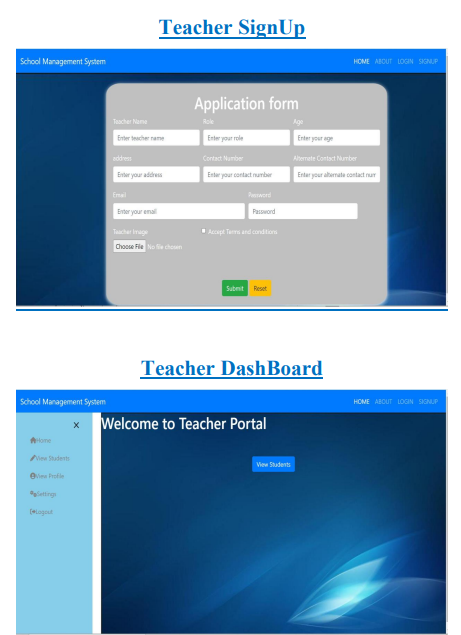 Teacher SignUp
School Management System HOME ABOUT LOGIN SIGNUP
Application form
Teacher Name Role Age
Enter teacher name Enter your role Enter your age
address Contact Number Alternate Contact Number
Enter your address Enter your contact number Enter your alternate contact num
Email Password
Enter your email Password
Teacher Image Accept Terms and conditions
Choose File No file chosen
Submit Reset
Teacher DashBoard
School Management System HOME ABOUT LOGIN SIGNUP
X Welcome to Teacher Portal
Home
View Students View Students
View Profile
Settings
Logout